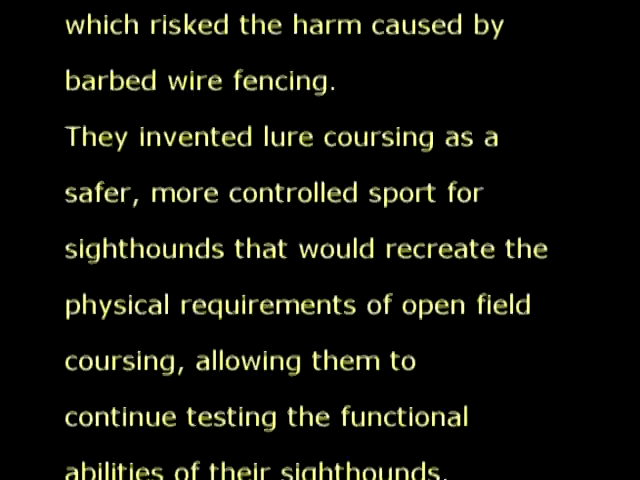 which risked the harm caused by
barbed wire fencing.
They invented lure coursing as a
safer, more controlled sport for
sighthounds that would recreate the
physical requirements of open field
coursing, allowing them to
continue testing the functional
abilities of their sighthounds.